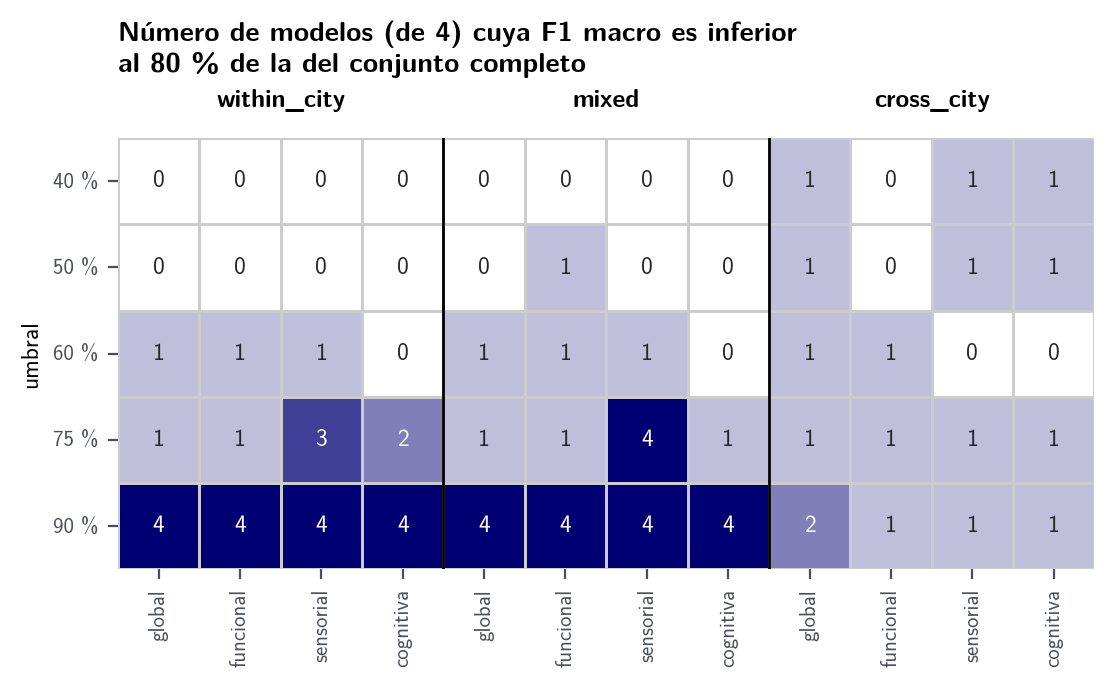 Número de modelos (de 4) cuya F1 macro es inferior
al 80 % de la del conjunto completo
within_city mixed cross_city
umbral
40 % 0 0 0 0 0 0 0 0 1 0 1 1
50 % 0 0 0 0 0 1 0 0 1 0 1 1
60 % 1 1 1 0 1 1 1 0 1 1 0 0
75 % 1 1 3 2 1 1 4 1 1 1 1 1
90 % 4 4 4 4 4 4 4 4 2 1 1 1
global funcional sensorial cognitiva global funcional sensorial cognitiva global funcional sensorial cognitiva